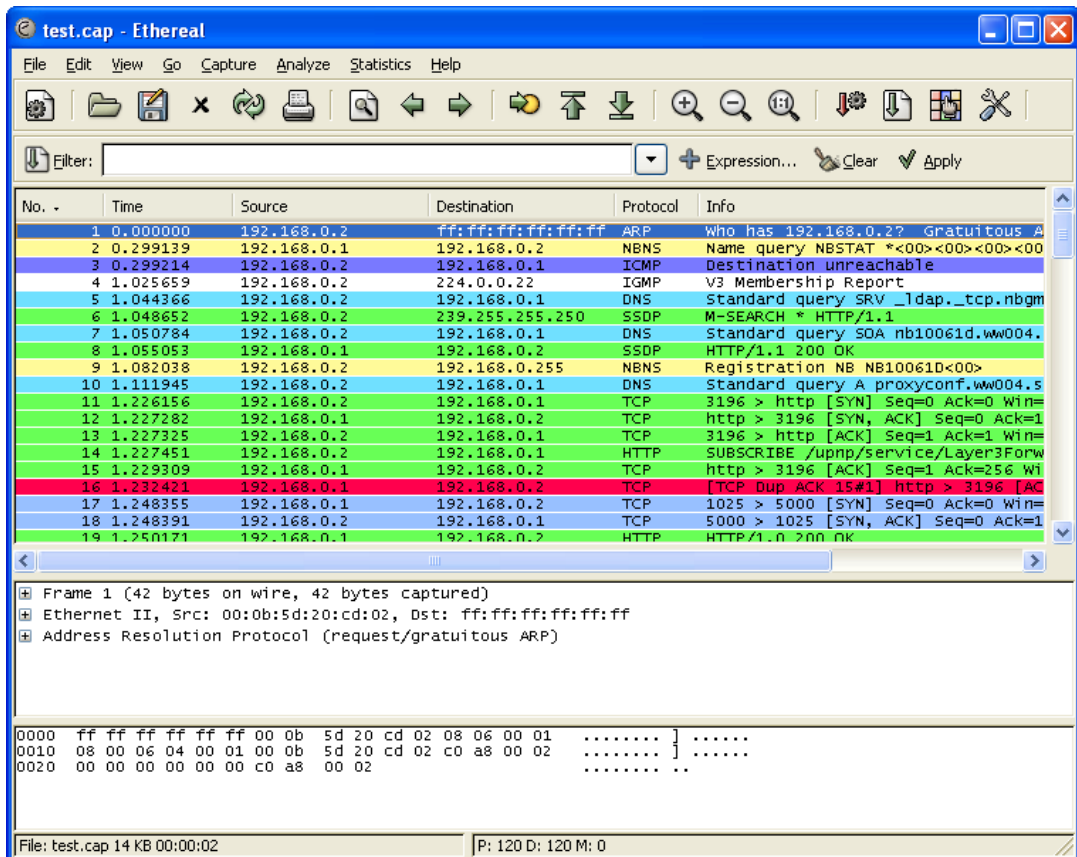 test.cap - Ethereal
File Edit View Go Capture Analyze Statistics Help
Filter: Expression... Clear Apply
No. Time Source Destination Protocol Info
1 0.000000 192.168.0.2 ff:ff:ff:ff:ff:ff ARP Who has 192.168.0.2? Gratuitous A
2 0.299139 192.168.0.1 192.168.0.2 NBNS Name query NBSTAT *<00><00><00><00
3 0.299214 192.168.0.2 192.168.0.1 ICMP Destination unreachable
4 1.025659 192.168.0.2 224.0.0.22 IGMP V3 Membership Report
5 1.044366 192.168.0.2 192.168.0.1 DNS Standard query SRV _ldap._tcp.nbgm
6 1.048652 192.168.0.2 239.255.255.250 SSDP M-SEARCH * HTTP/1.1
7 1.050784 192.168.0.2 192.168.0.1 DNS Standard query SOA nb10061d.ww004.
8 1.055053 192.168.0.1 192.168.0.2 SSDP HTTP/1.1 200 OK
9 1.082038 192.168.0.2 192.168.0.255 NBNS Registration NB NB10061D<00>
10 1.111945 192.168.0.2 192.168.0.1 DNS Standard query A proxyconf.ww004.s
11 1.226156 192.168.0.2 192.168.0.1 TCP 3196 > http [SYN] Seq=0 Ack=0 Win=
12 1.227282 192.168.0.1 192.168.0.2 TCP http > 3196 [SYN, ACK] Seq=0 Ack=1
13 1.227325 192.168.0.2 192.168.0.1 TCP 3196 > http [ACK] Seq=1 Ack=1 Win=
14 1.227451 192.168.0.2 192.168.0.1 HTTP SUBSCRIBE /upnp/service/Layer3Forw
15 1.229309 192.168.0.1 192.168.0.2 TCP http > 3196 [ACK] Seq=1 Ack=256 Wi
16 1.232421 192.168.0.1 192.168.0.2 TCP [TCP Dup ACK 15#1] http > 3196 [AC
17 1.248355 192.168.0.1 192.168.0.2 TCP 1025 > 5000 [SYN] Seq=0 Ack=0 Win=
18 1.248391 192.168.0.2 192.168.0.1 TCP 5000 > 1025 [SYN, ACK] Seq=0 Ack=1
19 1.250171 192.168.0.1 192.168.0.2 HTTP HTTP/1.0 200 OK
Frame 1 (42 bytes on wire, 42 bytes captured)
Ethernet II, Src: 00:0b:5d:20:cd:02, Dst: ff:ff:ff:ff:ff:ff
Address Resolution Protocol (request/gratuitous ARP)
0000 ff ff ff ff ff ff 00 0b 5d 20 cd 02 08 06 00 01 ........ ] ......
0010 08 00 06 04 00 01 00 0b 5d 20 cd 02 c0 a8 00 02 ........ ] ......
0020 00 00 00 00 00 00 c0 a8 00 02 ........ ..
File: test.cap 14 KB 00:00:02 P: 120 D: 120 M: 0